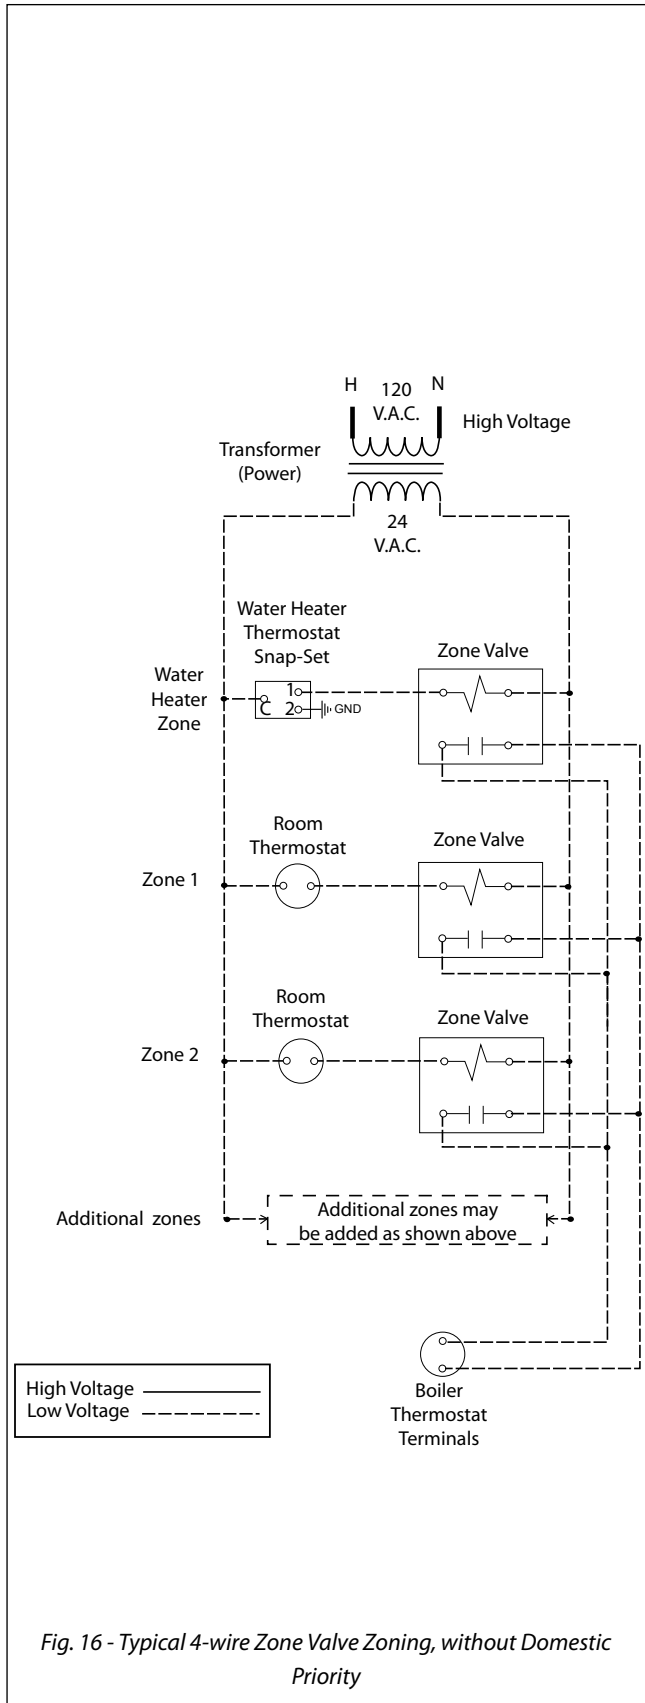 H 120 N
V.A.C.
High Voltage
Transformer
(Power)
24
V.A.C.
Water Heater
Thermostat
Snap-Set
Zone Valve
Water
Heater
Zone
1
C 2 GND
Room
Thermostat
Zone Valve
Zone 1
Room
Thermostat
Zone Valve
Zone 2
Additional zones
Additional zones may
be added as shown above
High Voltage
Low Voltage
Boiler
Thermostat
Terminals
Fig. 16 - Typical 4-wire Zone Valve Zoning, without Domestic
Priority